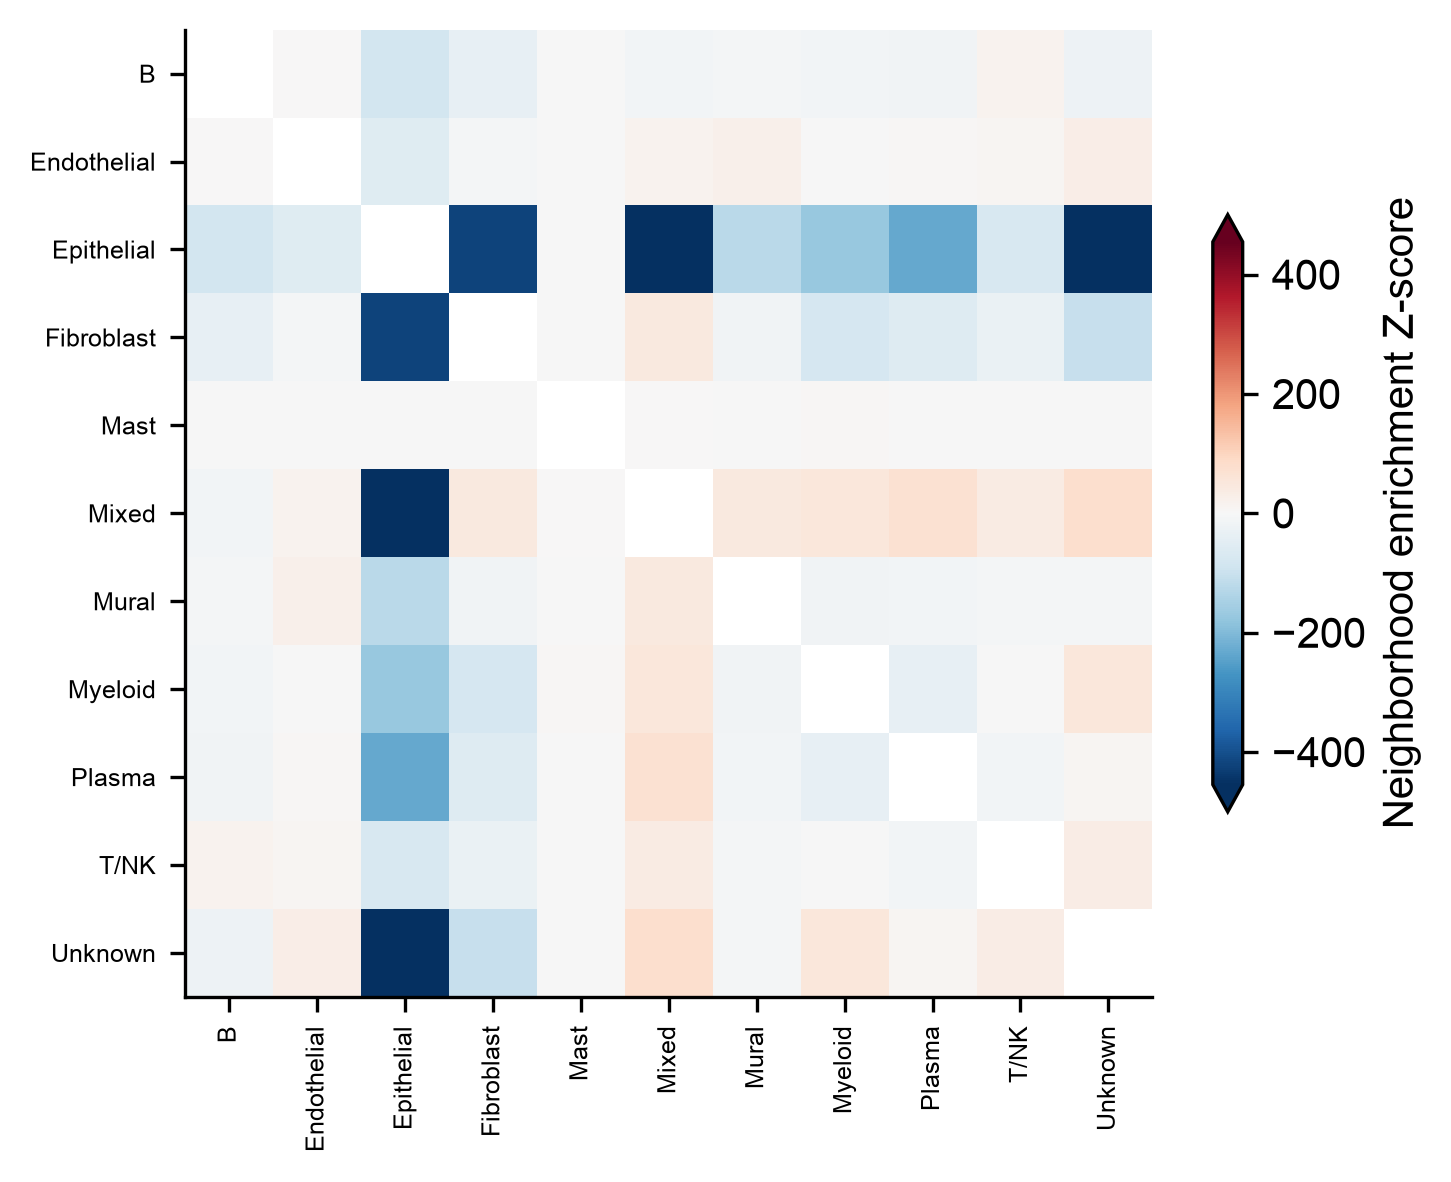 B
Endothelial
Epithelial
Fibroblast
Mast
Mixed
Mural
Myeloid
Plasma
T/NK
Unknown
B
Endothelial
Epithelial
Fibroblast
Mast
Mixed
Mural
Myeloid
Plasma
T/NK
Unknown
400
200
0
−200
−400
Neighborhood enrichment Z-score